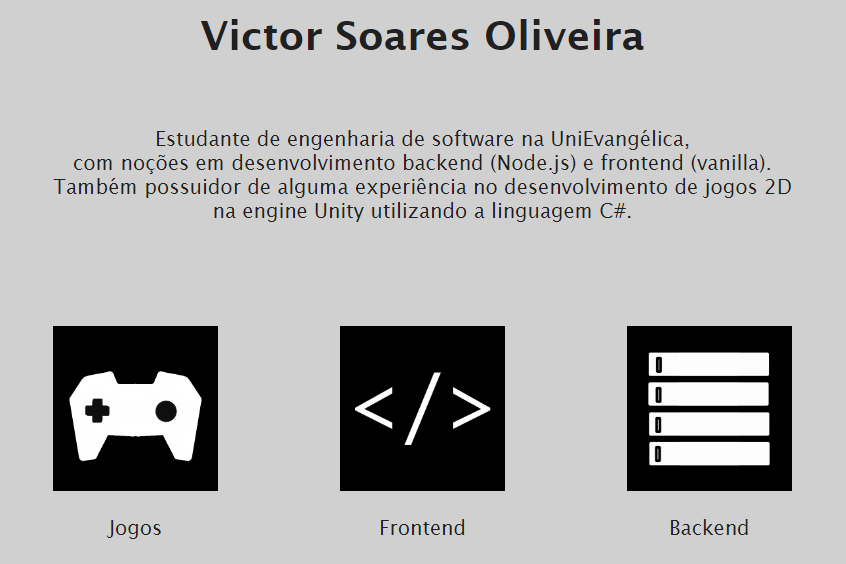 Victor Soares Oliveira
Estudante de engenharia de software na UniEvangélica,
com noções em desenvolvimento backend (Node.js) e frontend (vanilla).
Também possuidor de alguma experiência no desenvolvimento de jogos 2D
na engine Unity utilizando a linguagem C#.
</>
Jogos
Frontend
Backend